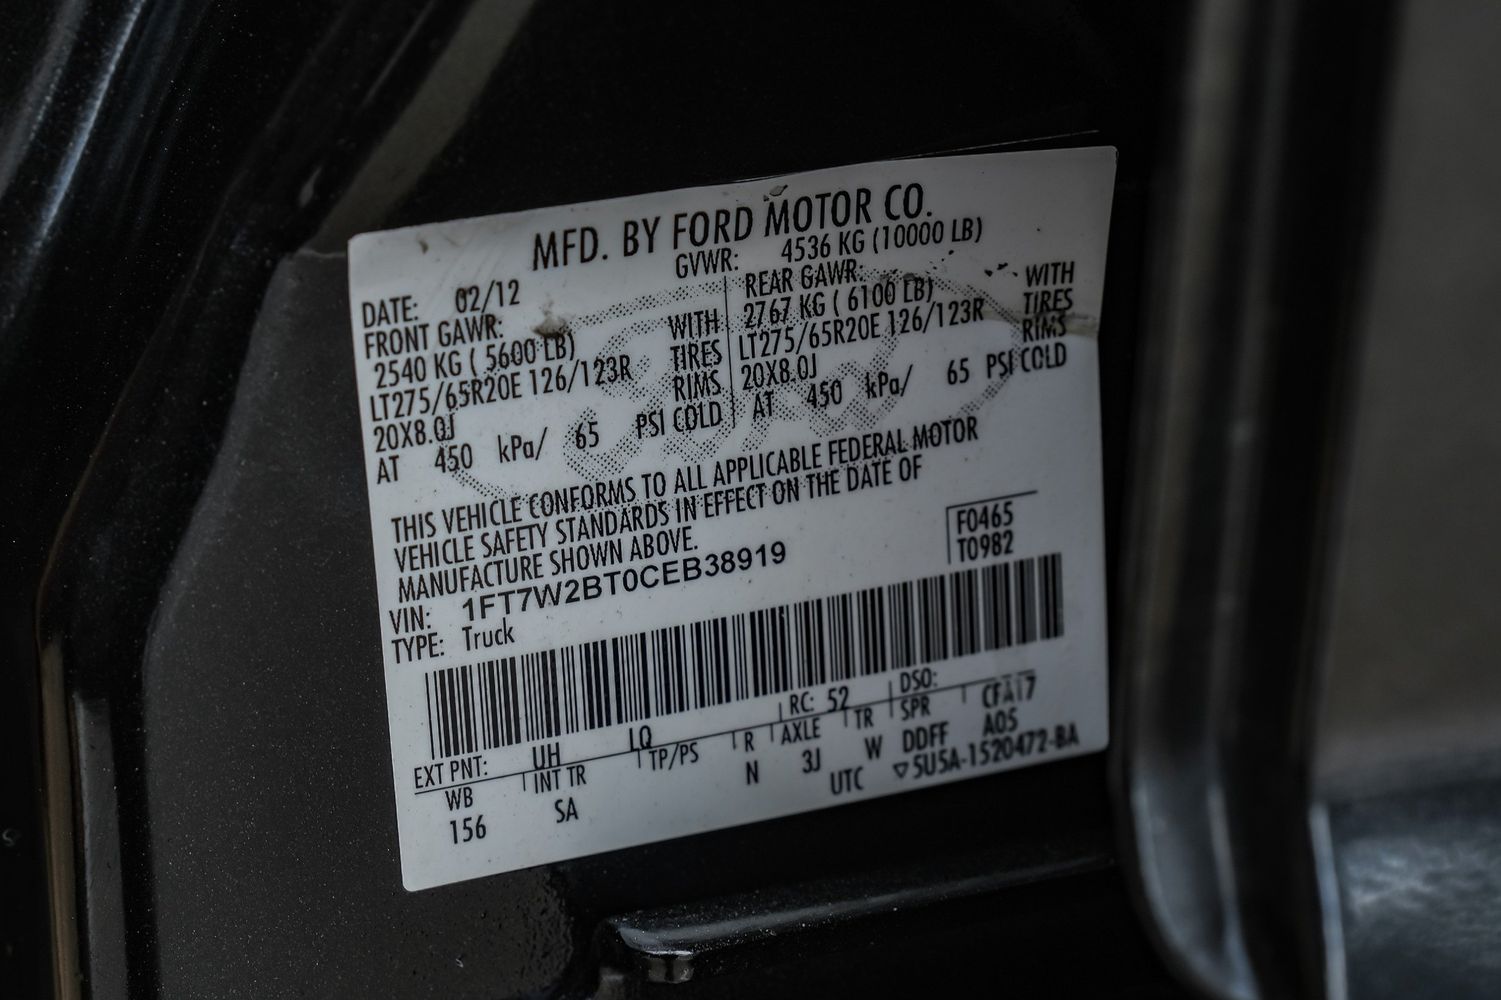 MFD. BY FORD MOTOR CO.
DATE: 02/12 GVWR: 4536 KG (10000 LB)
FRONT GAWR: REAR GAWR:
2540 KG ( 5600 LB) WITH 2767 KG ( 6100 LB) WITH
LT275/65R20E 126/123R TIRES LT275/65R20E 126/123R TIRES
20X8.0J RIMS 20X8.0J RIMS
AT 450 kPa/ 65 PSI COLD AT 450 kPa/ 65 PSI COLD
THIS VEHICLE CONFORMS TO ALL APPLICABLE FEDERAL MOTOR
VEHICLE SAFETY STANDARDS IN EFFECT ON THE DATE OF
MANUFACTURE SHOWN ABOVE.
F0465
T0982
VIN: 1FT7W2BT0CEB38919
TYPE: Truck
EXT PNT: UH LQ RC: 52 DSO:
WB INT TR TP/PS R AXLE TR SPR CFA17
156 SA N 3J W DDFF A05
UTC ▽5U5A-1520472-BA